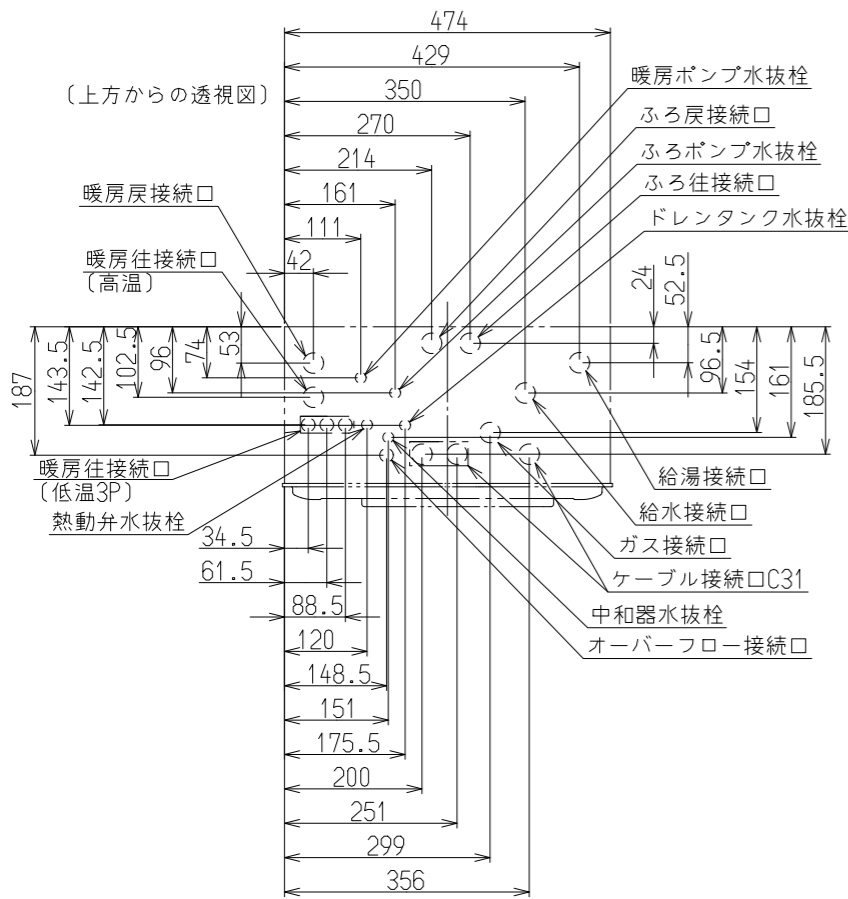 474
429
暖房ポンプ水抜栓
〔上方からの透視図〕
350
ふろ戻接続口
270
ふろポンプ水抜栓
214
ふろ往接続口
暖房戻接続口
161
ドレンタンク水抜栓
111
暖房往接続口
〔高温〕
42
24
52.5
187
143.5
142.5
102.5
96
74
53
96.5
154
161
185.5
暖房往接続口
〔低温3P〕
給湯接続口
熱動弁水抜栓
給水接続口
34.5
ガス接続口
61.5
ケーブル接続口C31
88.5
中和器水抜栓
120
オーバーフロー接続口
148.5
151
175.5
200
251
299
356